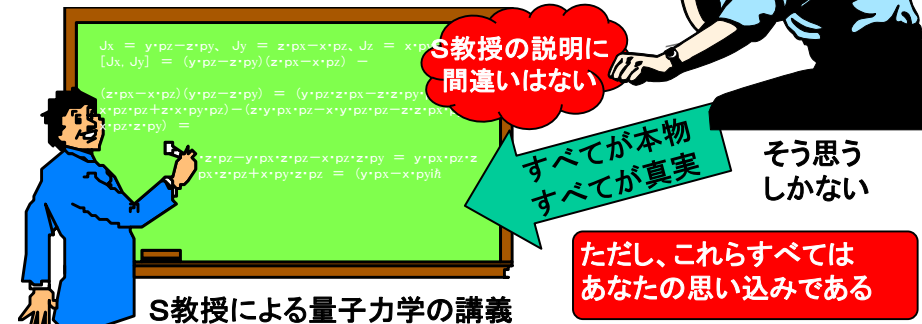 Jx = y・pz−z・py、 Jy = z・px−x・pz、Jz = x・p
[Jx, Jy] = (y・pz−z・py)(z・px−x・pz) −
(z・px−x・pz)(y・pz−z・py) = (y・pz・z・px−z・z・py
x・pz・pz+z・x・py・pz)−(z・y・px・pz−x・y・pz・pz−z・z・px・p
x・pz・z・py) =
z・pz−y・px・z・pz−x・pz・z・py = y・px・pz・z
px・z・pz+x・py・z・pz = (y・px−x・pyiℏ
S教授の説明に
間違いはない
すべてが本物
すべてが真実
そう思う
しかない
ただし、これらすべては
あなたの思い込みである
S教授による量子力学の講義